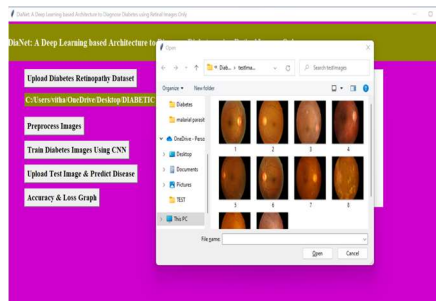 DiaNet: A Deep Learning based Architecture to Diagnose Diabetes using Retinal Images Only
DiaNet: A Deep Learning based Architecture to
Upload Diabetes Retinopathy Dataset
C:/Users/vitha/OneDrive/Desktop/DIABETIC
Preprocess Images
Train Diabetes Images Using CNN
Upload Test Image & Predict Disease
Accuracy & Loss Graph
Open
« Diab... › testIma...
Search testImages
Organize
New folder
Diabetes
material parasit
OneDrive - Perso
Desktop
Documents
Pictures
TEST
This PC
1 2 3 4
5 6 7 8
File name:
Open Cancel